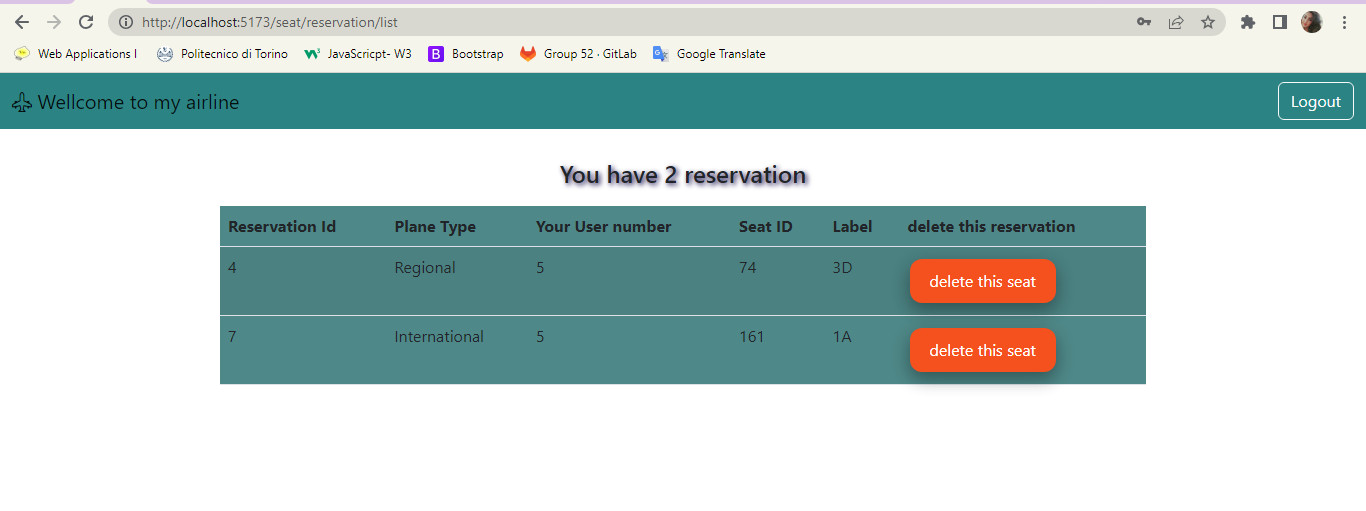 http://localhost:5173/seat/reservation/list
Web Applications I Politecnico di Torino JavaScricpt- W3 Bootstrap Group 52 · GitLab Google Translate
Wellcome to my airline Logout
You have 2 reservation
Reservation Id Plane Type Your User number Seat ID Label delete this reservation
4 Regional 5 74 3D delete this seat
7 International 5 161 1A delete this seat